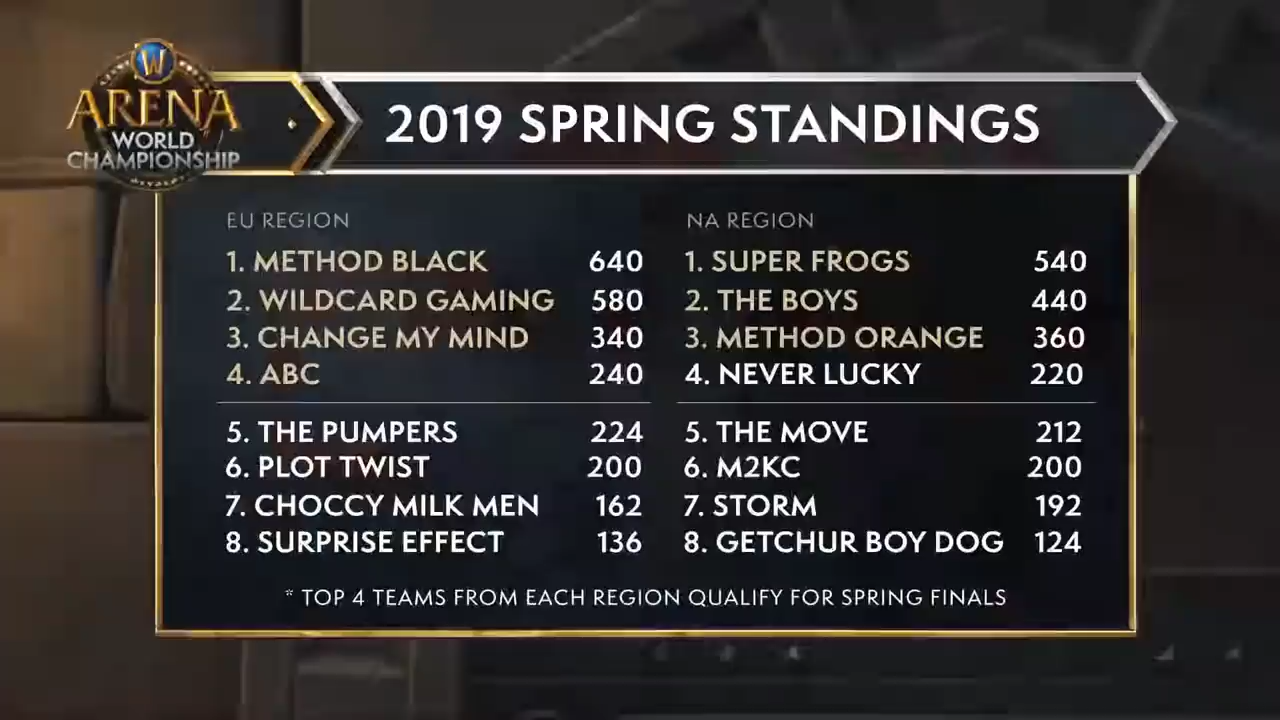 W
ARENA
WORLD
CHAMPIONSHIP
2019 SPRING STANDINGS
EU REGION
1. METHOD BLACK 640
2. WILDCARD GAMING 580
3. CHANGE MY MIND 340
4. ABC 240
5. THE PUMPERS 224
6. PLOT TWIST 200
7. CHOCCY MILK MEN 162
8. SURPRISE EFFECT 136
NA REGION
1. SUPER FROGS 540
2. THE BOYS 440
3. METHOD ORANGE 360
4. NEVER LUCKY 220
5. THE MOVE 212
6. M2KC 200
7. STORM 192
8. GETCHUR BOY DOG 124
* TOP 4 TEAMS FROM EACH REGION QUALIFY FOR SPRING FINALS